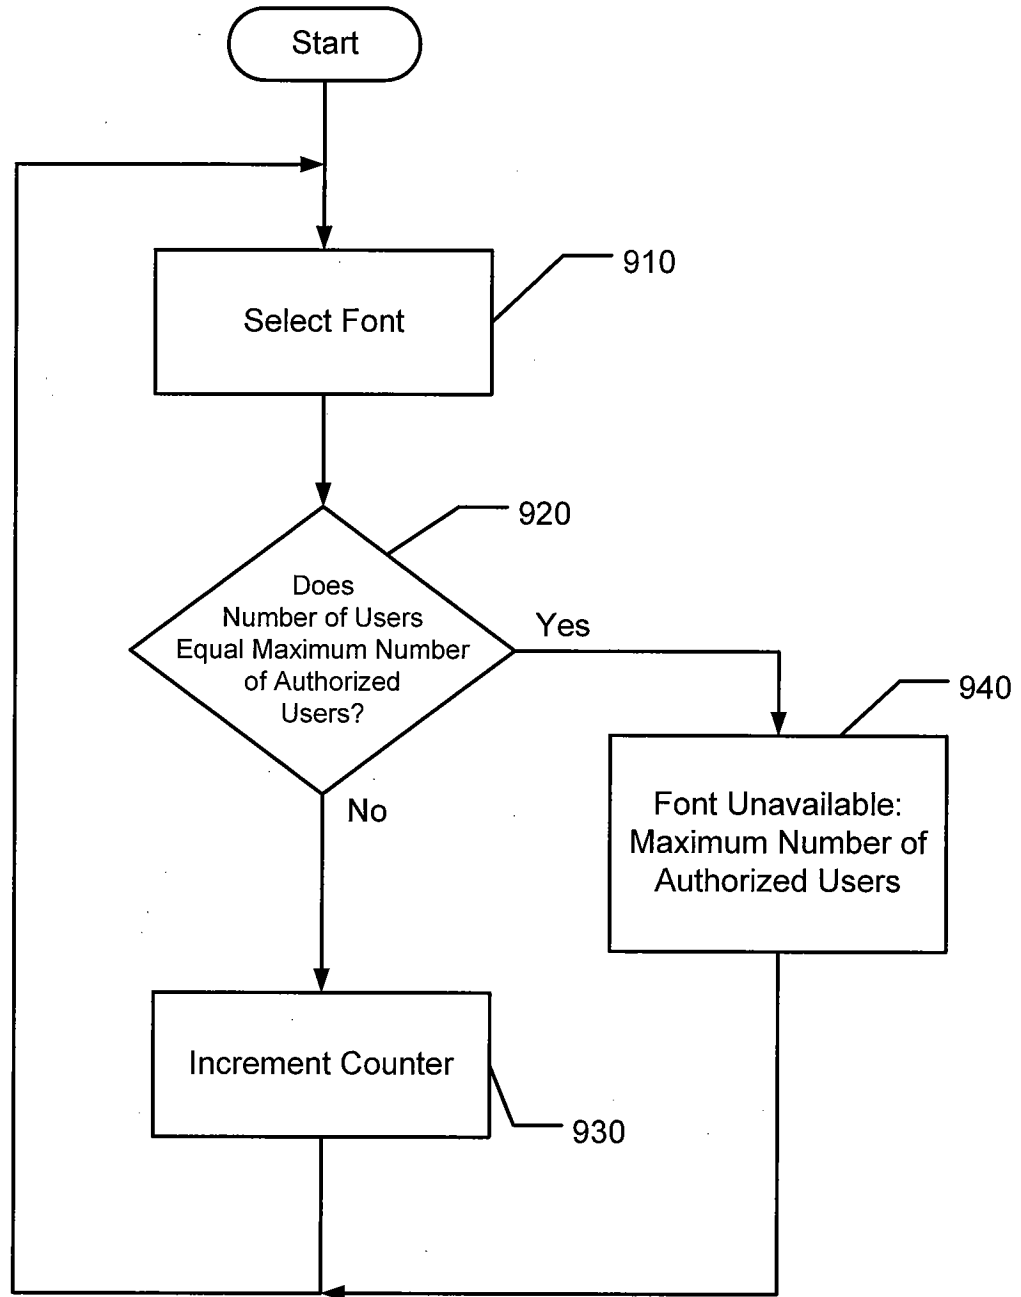 Start
910
Select Font
920
Does
Number of Users
Equal Maximum Number
of Authorized
Users?
Yes
940
No
Font Unavailable:
Maximum Number of
Authorized Users
Increment Counter
930